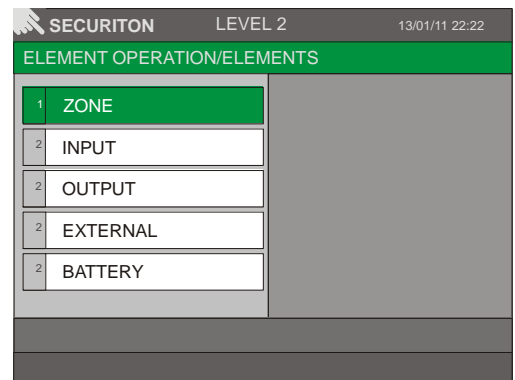 SECURITON LEVEL 2 13/01/11 22:22
ELEMENT OPERATION/ELEMENTS
1 ZONE
2 INPUT
2 OUTPUT
2 EXTERNAL
2 BATTERY